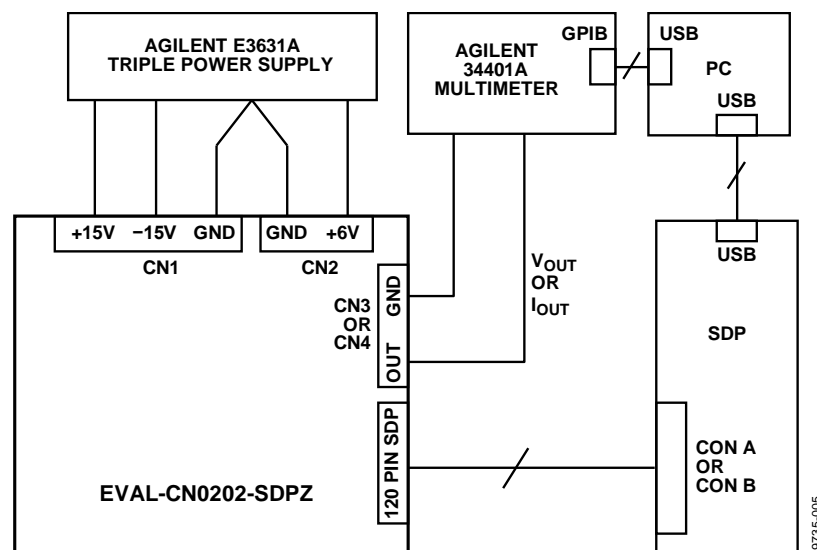 AGILENT E3631A
TRIPLE POWER SUPPLY
AGILENT
34401A
MULTIMETER
GPIB
USB
PC
USB
+15V −15V GND
GND +6V
CN1
CN2
CN3
OR
CN4
GND
OUT
VOUT
OR
IOUT
USB
SDP
120 PIN SDP
CON A
OR
CON B
EVAL-CN0202-SDPZ
9735-005